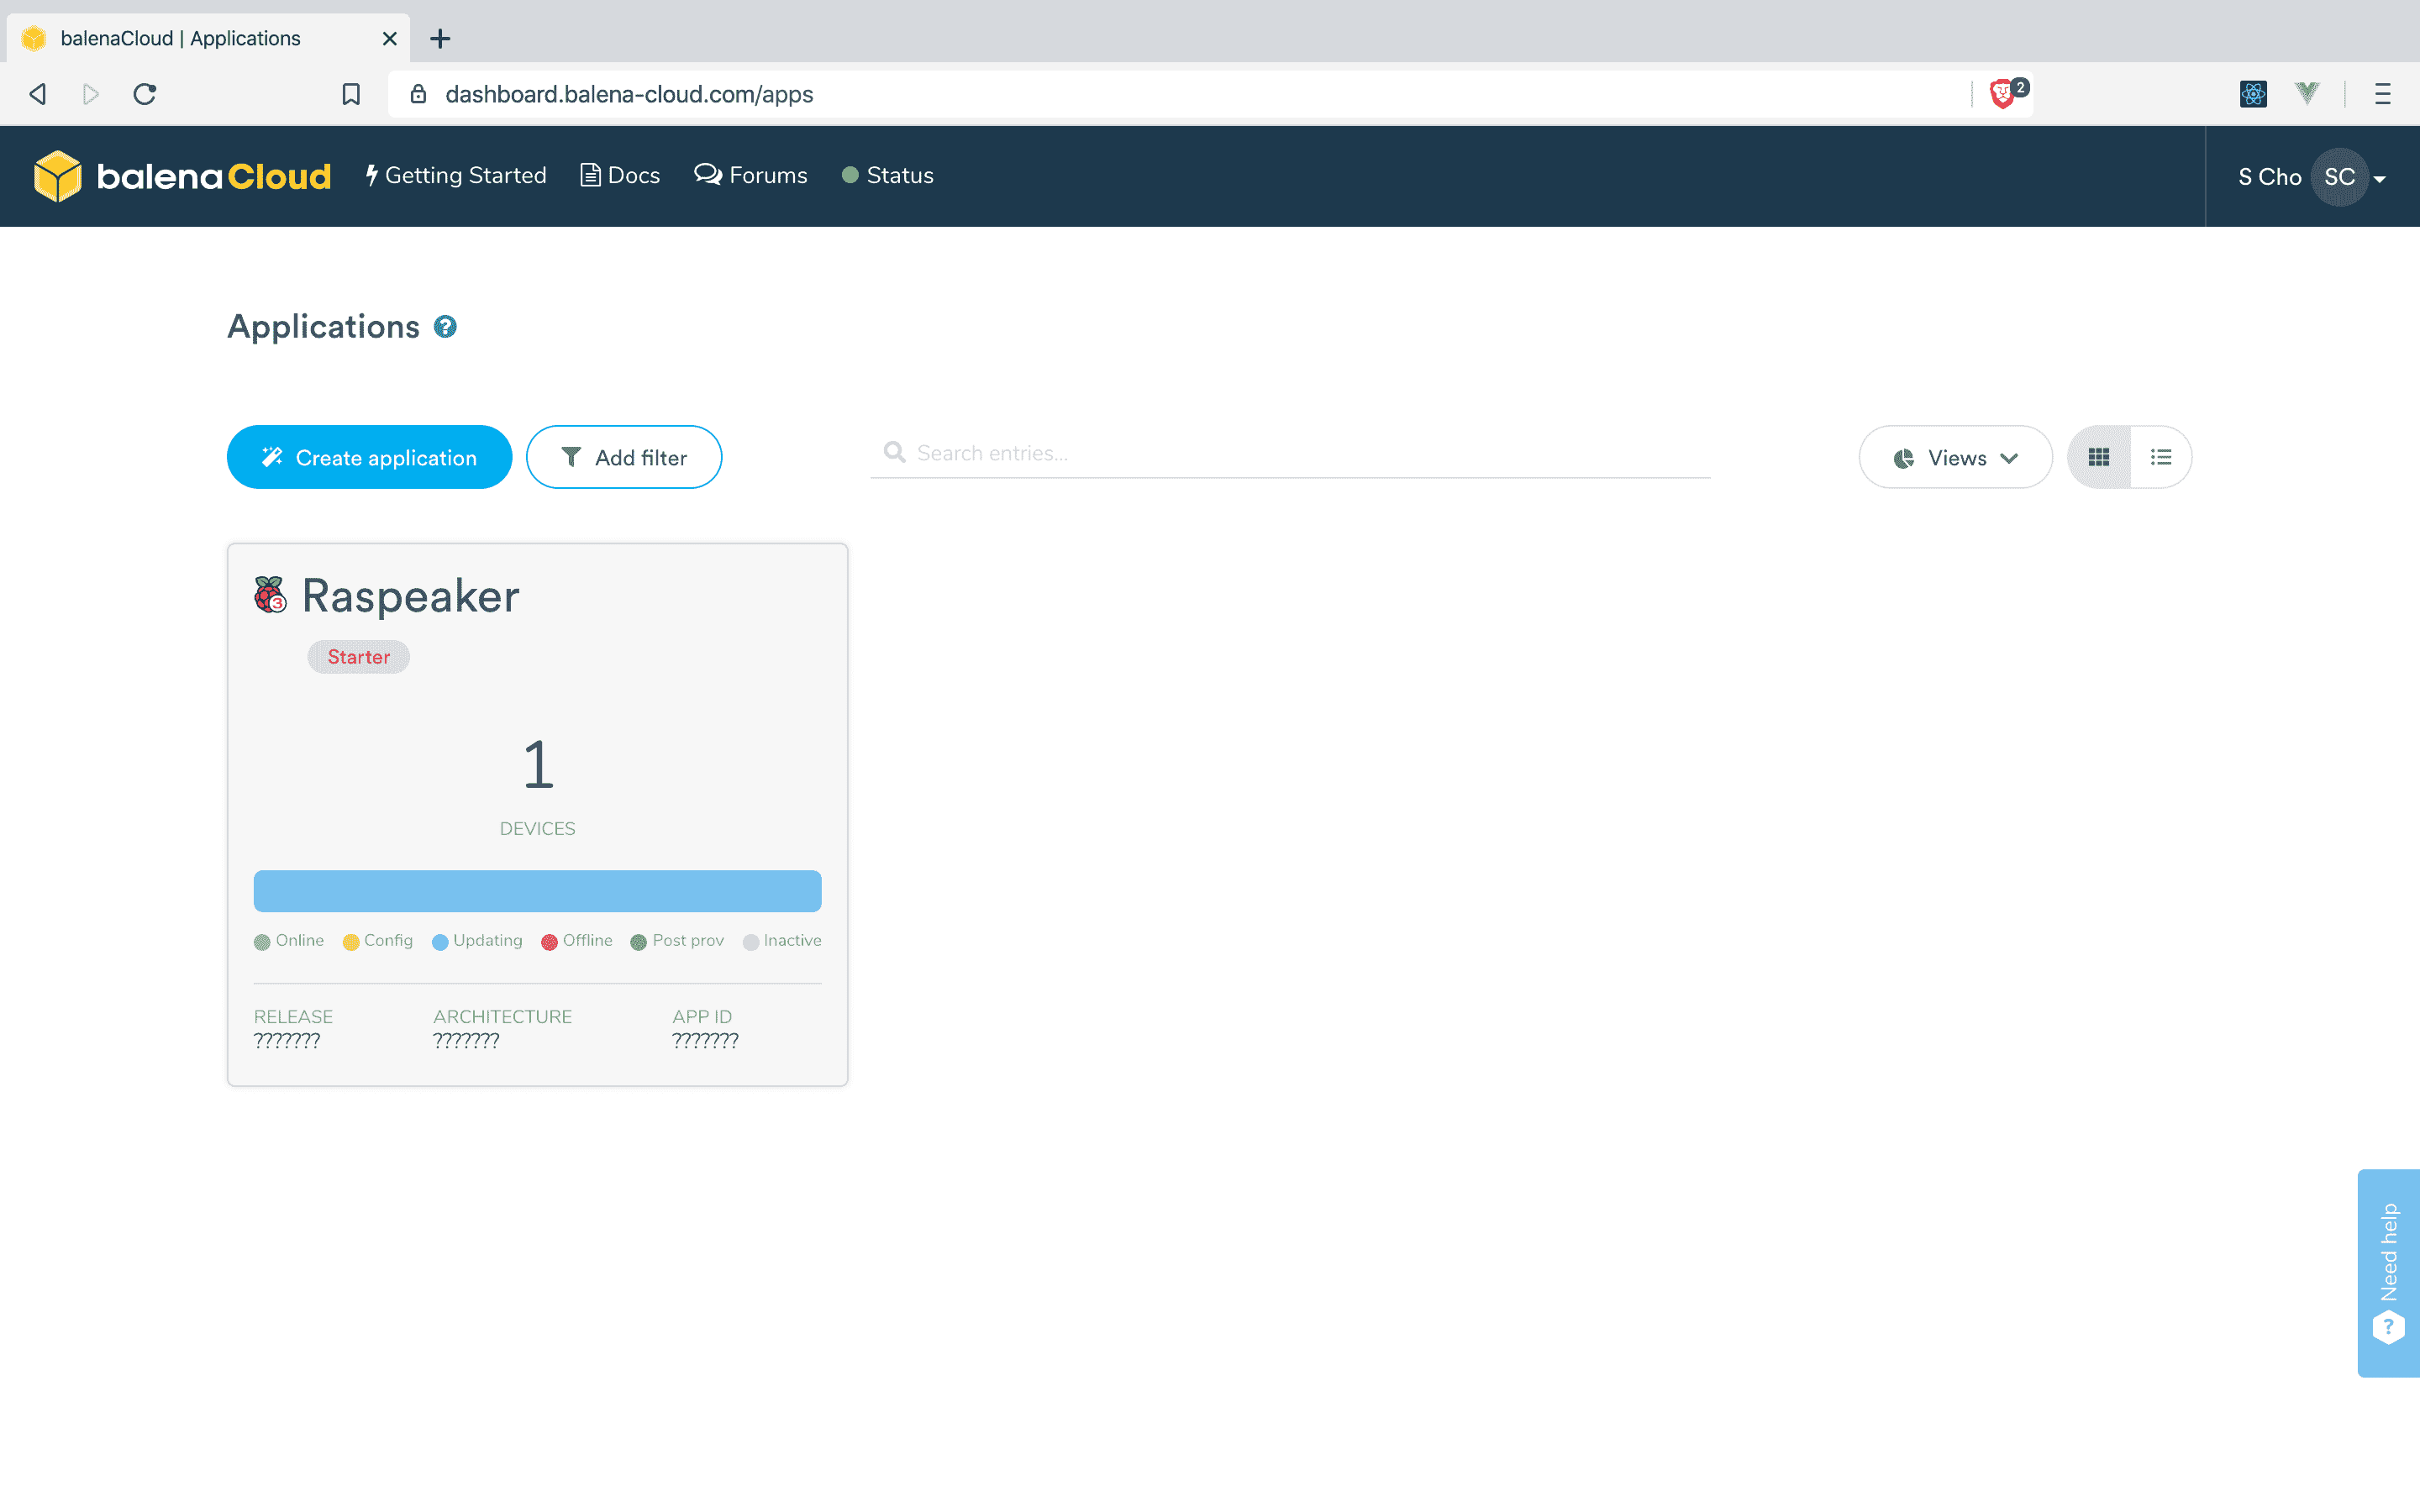 balenaCloud | Applications
dashboard.balena-cloud.com/apps
2
balenaCloud
Getting Started
Docs
Forums
Status
S Cho
SC
Applications ?
Create application
Add filter
Search entries...
Views
3
Raspeaker
Starter
1
DEVICES
Online
Config
Updating
Offline
Post prov
Inactive
RELEASE
ARCHITECTURE
APP ID
???????
???????
???????
Need help
?